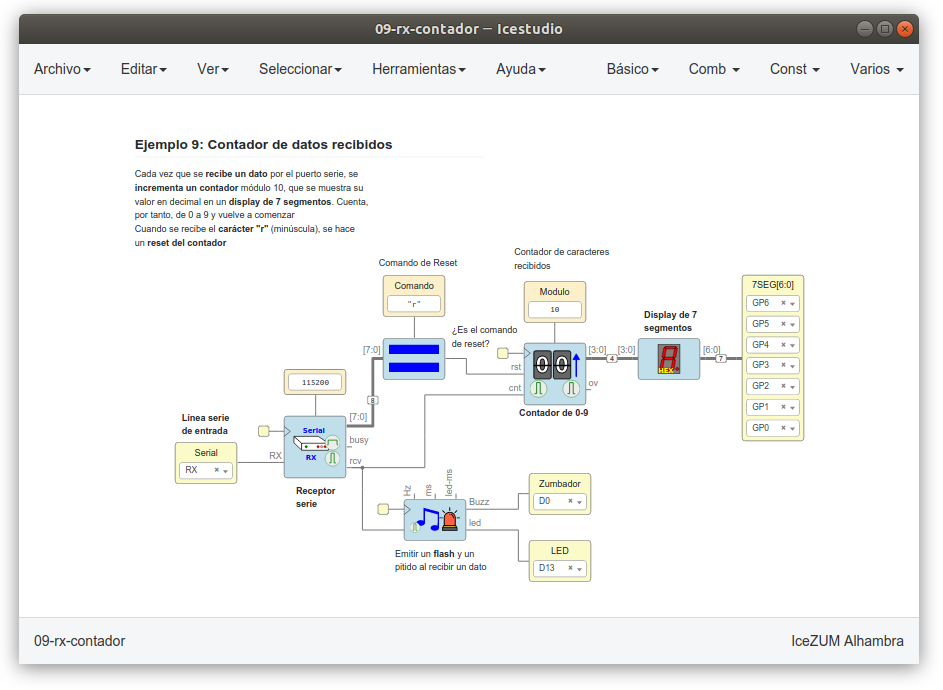 09-rx-contador — Icestudio
Archivo Editar Ver Seleccionar Herramientas Ayuda Básico Comb Const Varios
Ejemplo 9: Contador de datos recibidos
Cada vez que se recibe un dato por el puerto serie, se
incrementa un contador módulo 10, que se muestra su
valor en decimal en un display de 7 segmentos. Cuenta,
por tanto, de 0 a 9 y vuelve a comenzar
Cuando se recibe el carácter "r" (minúscula), se hace
un reset del contador
Comando de Reset
Comando
"r"
Contador de caracteres
recibidos
Modulo
10
¿Es el comando
de reset?
[7:0]
rst
cnt
00
[3:0]
ov
4
Contador de 0-9
Display de 7
segmentos
[3:0]
HEX
[6:0]
7
7SEG[6:0]
GP6
GP5
GP4
GP3
GP2
GP1
GP0
115200
8
Línea serie
de entrada
Serial
RX
RX
Serial
RX
[7:0]
busy
rcv
Receptor
serie
Hz
ms
led-ms
Buzz
led
Emitir un flash y un
pitido al recibir un dato
Zumbador
D0
LED
D13
09-rx-contador
IceZUM Alhambra